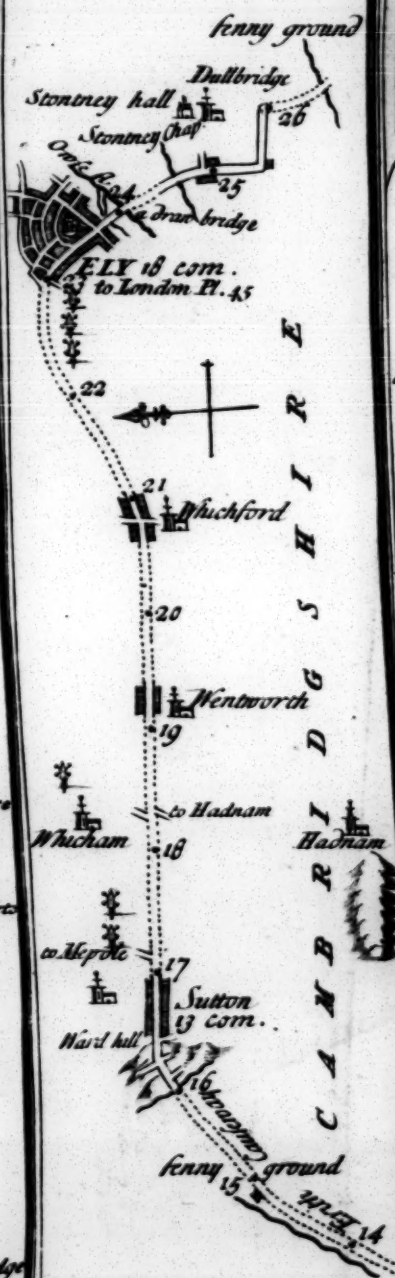 fenny ground
Dullbridge
Stontney hall
26
Stontney Chap
Owse R.
24
25
a draw bridge
ELY 18 com.
to London Pl. 45
22
21
Whichford
20
Wentworth
19
to Hadnam
Whicham
Hadnam
18
to Mepole
17
Sutton
13 com.
Ward hill
16
Causeway
fenny ground
15
Erith
14
CAMBRIDGSHIRE